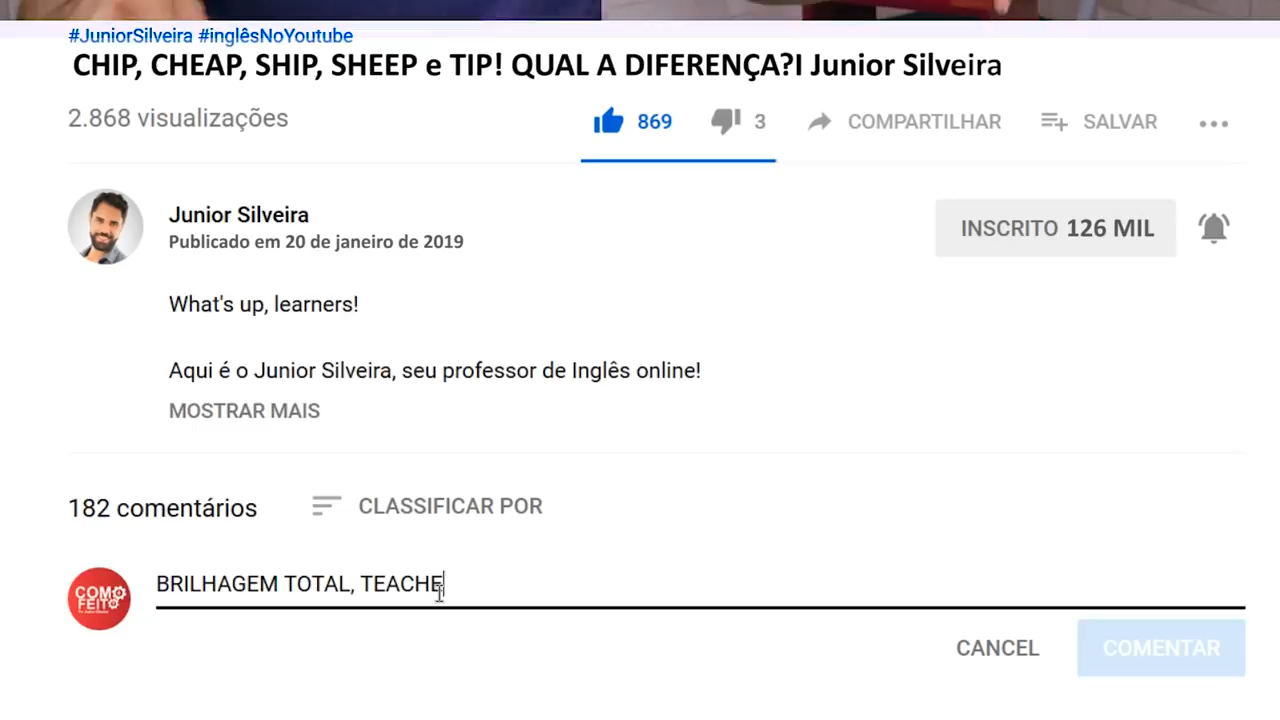 #JuniorSilveira #inglêsNoYoutube
CHIP, CHEAP, SHIP, SHEEP e TIP! QUAL A DIFERENÇA?I Junior Silveira
2.868 visualizações
869
3
COMPARTILHAR
SALVAR
Junior Silveira
Publicado em 20 de janeiro de 2019
INSCRITO 126 MIL
What's up, learners!
Aqui é o Junior Silveira, seu professor de Inglês online!
MOSTRAR MAIS
182 comentários
CLASSIFICAR POR
COMO
FEITO
BRILHAGEM TOTAL, TEACHE
CANCEL
COMENTAR